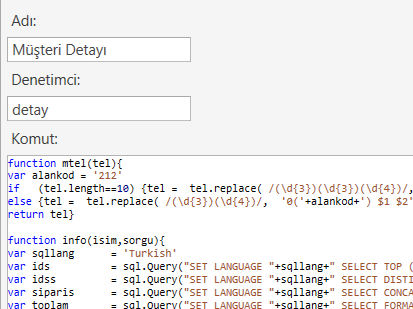 Adı:
Müşteri Detayı
Denetimci:
detay
Komut:
function mtel(tel){
var alankod = '212'
if   (tel.length==10) {tel =  tel.replace( /(\d{3})(\d{3})(\d{4})/,
else {tel =  tel.replace( /(\d{3})(\d{4})/,  '0('+alankod+') $1 $2'
return tel}
function info(isim,sorgu){
var sqllang     = 'Turkish'
var ids         = sql.Query("SET LANGUAGE "+sqllang+" SELECT TOP (
var idss        = sql.Query("SET LANGUAGE "+sqllang+" SELECT DISTI
var siparis     = sql.Query("SET LANGUAGE "+sqllang+" SELECT CONCA
var toplam      = sql.Query("SET LANGUAGE "+sqllang+" SELECT FORMA